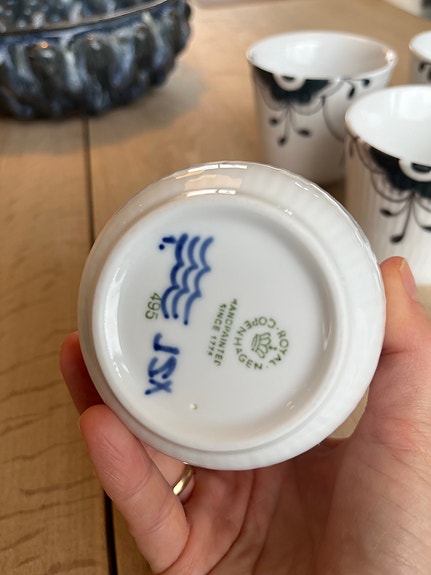 ROYAL
COPENHAGEN
HANDPAINTED
SINCE 1775
495
JSX